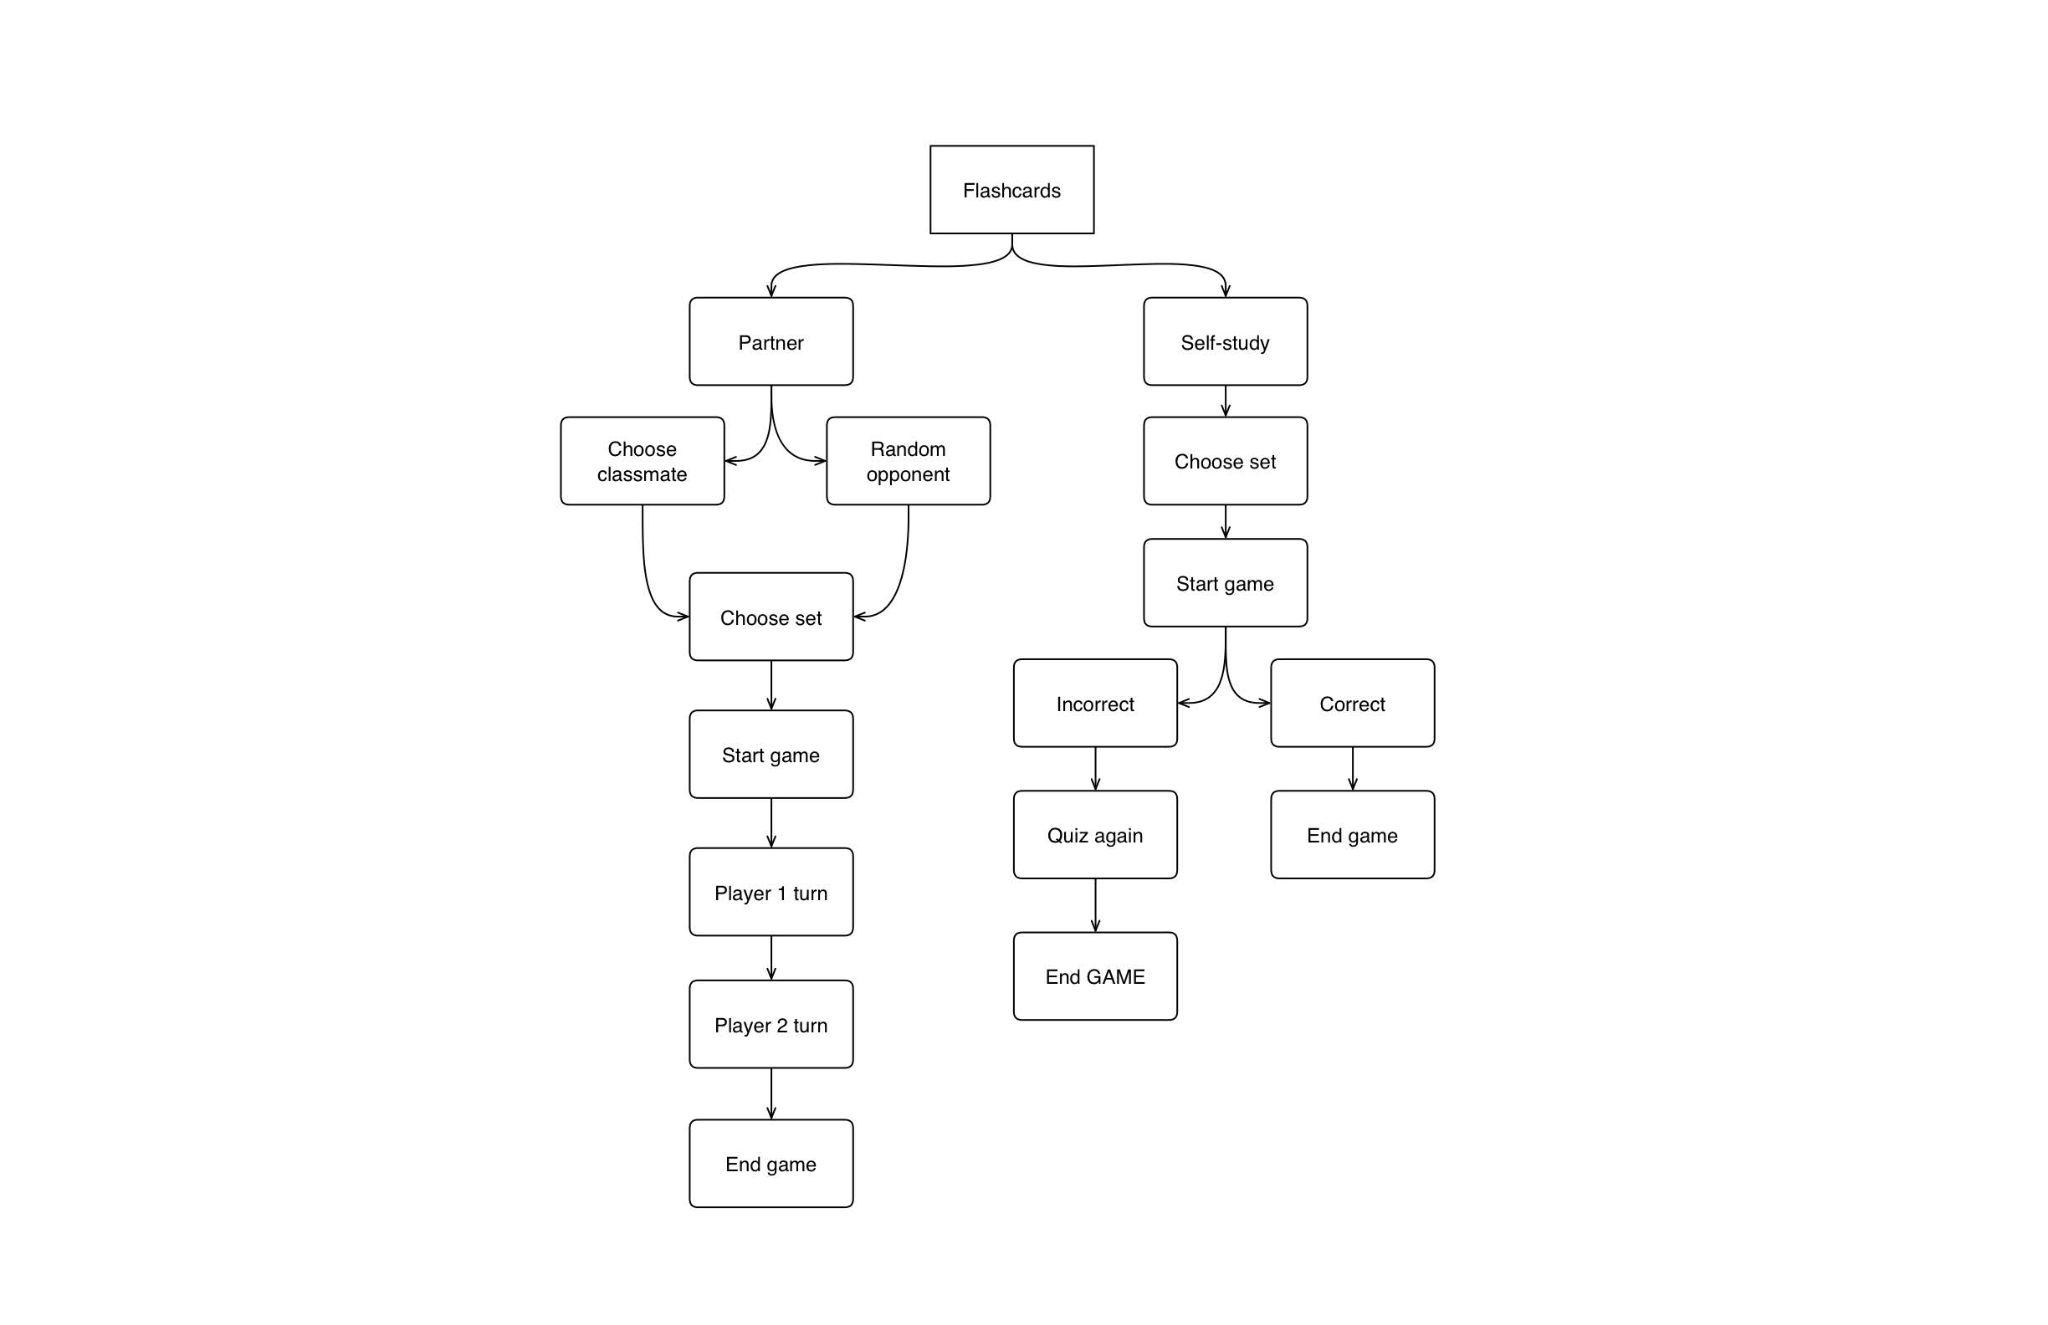 Flashcards
Partner
Self-study
Choose
classmate
Random
opponent
Choose set
Choose set
Start game
Start game
Incorrect
Correct
Quiz again
End game
End GAME
Player 1 turn
Player 2 turn
End game